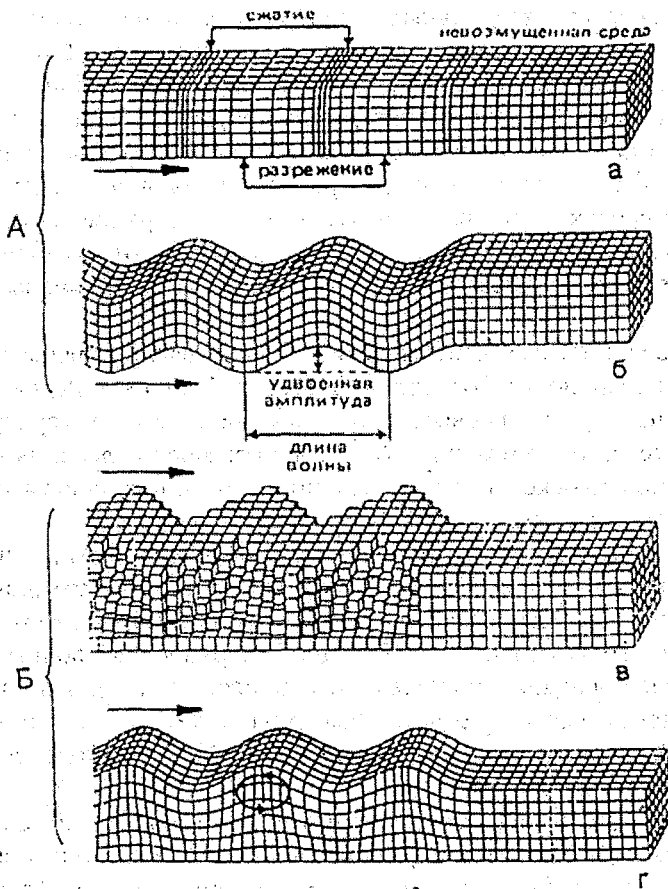 сжатие
невозмущенная среда
разрежение
а
А
б
удвоенная
амплитуда
длина
волны
в
Б
г